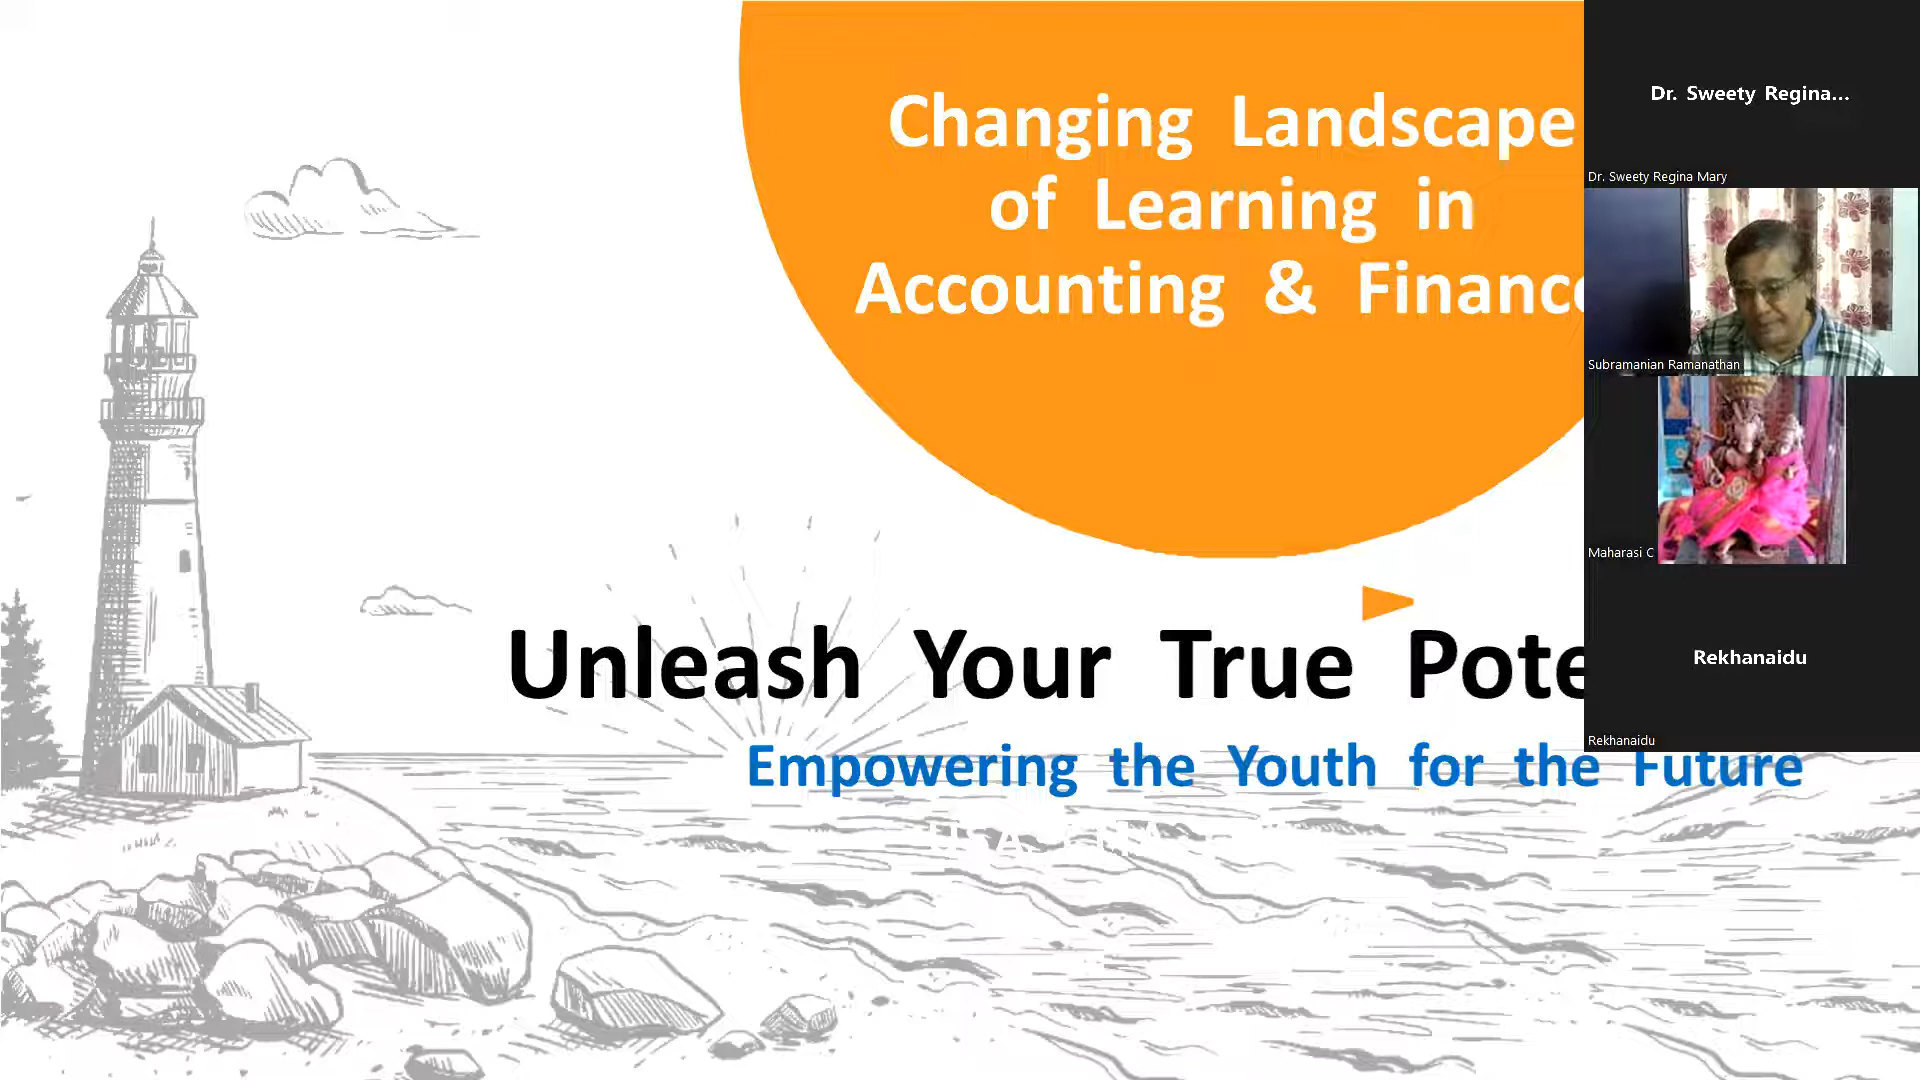 Changing Landscape
of Learning in
Accounting & Finance
Unleash Your True Pote
Empowering the Youth for the Future
Dr. Sweety Regina...
Dr. Sweety Regina Mary
Subramanian Ramanathan
Maharasi C
Rekhanaidu
Rekhanaidu